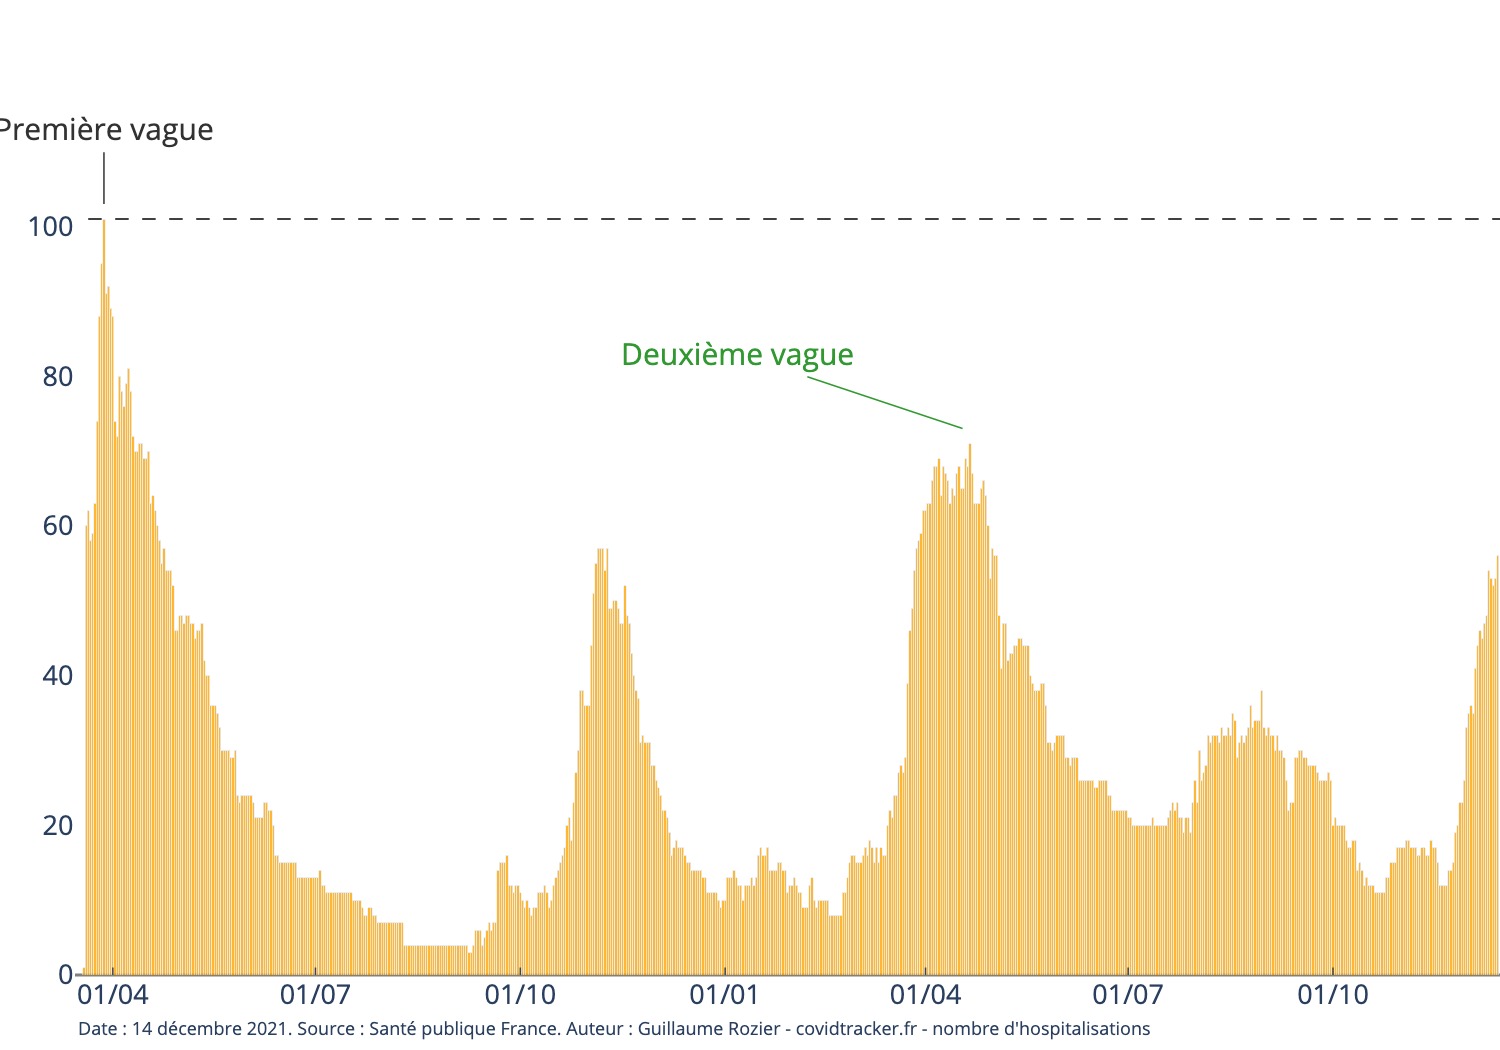 Première vague
100
Deuxième vague
80
60
40
20
0
01/04 01/07 01/10 01/01 01/04 01/07 01/10
Date : 14 décembre 2021. Source : Santé publique France. Auteur : Guillaume Rozier - covidtracker.fr - nombre d'hospitalisations